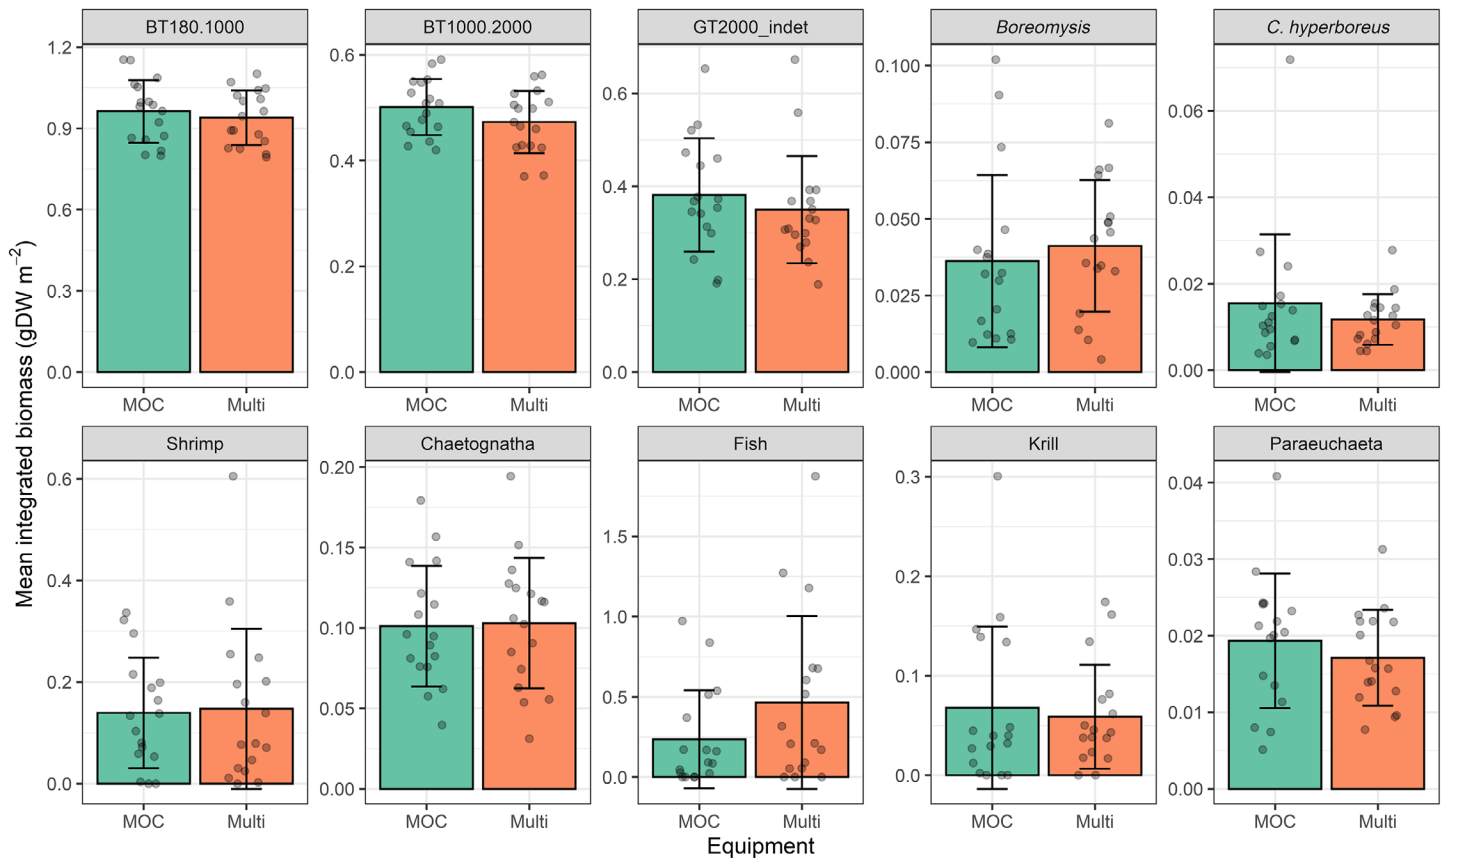 BT180.1000
BT1000.2000
GT2000_indet
Boreomysis
C. hyperboreus
1.2
0.9
0.6
0.3
0.0
0.6
0.4
0.2
0.0
0.6
0.4
0.2
0.0
0.100
0.075
0.050
0.025
0.000
0.06
0.04
0.02
0.00
MOC Multi
MOC Multi
MOC Multi
MOC Multi
MOC Multi
Mean integrated biomass (gDW m⁻²)
Shrimp
Chaetognatha
Fish
Krill
Paraeuchaeta
0.6
0.4
0.2
0.0
0.20
0.15
0.10
0.05
0.00
1.5
1.0
0.5
0.0
0.3
0.2
0.1
0.0
0.04
0.03
0.02
0.01
0.00
MOC Multi
MOC Multi
MOC Multi
MOC Multi
MOC Multi
Equipment